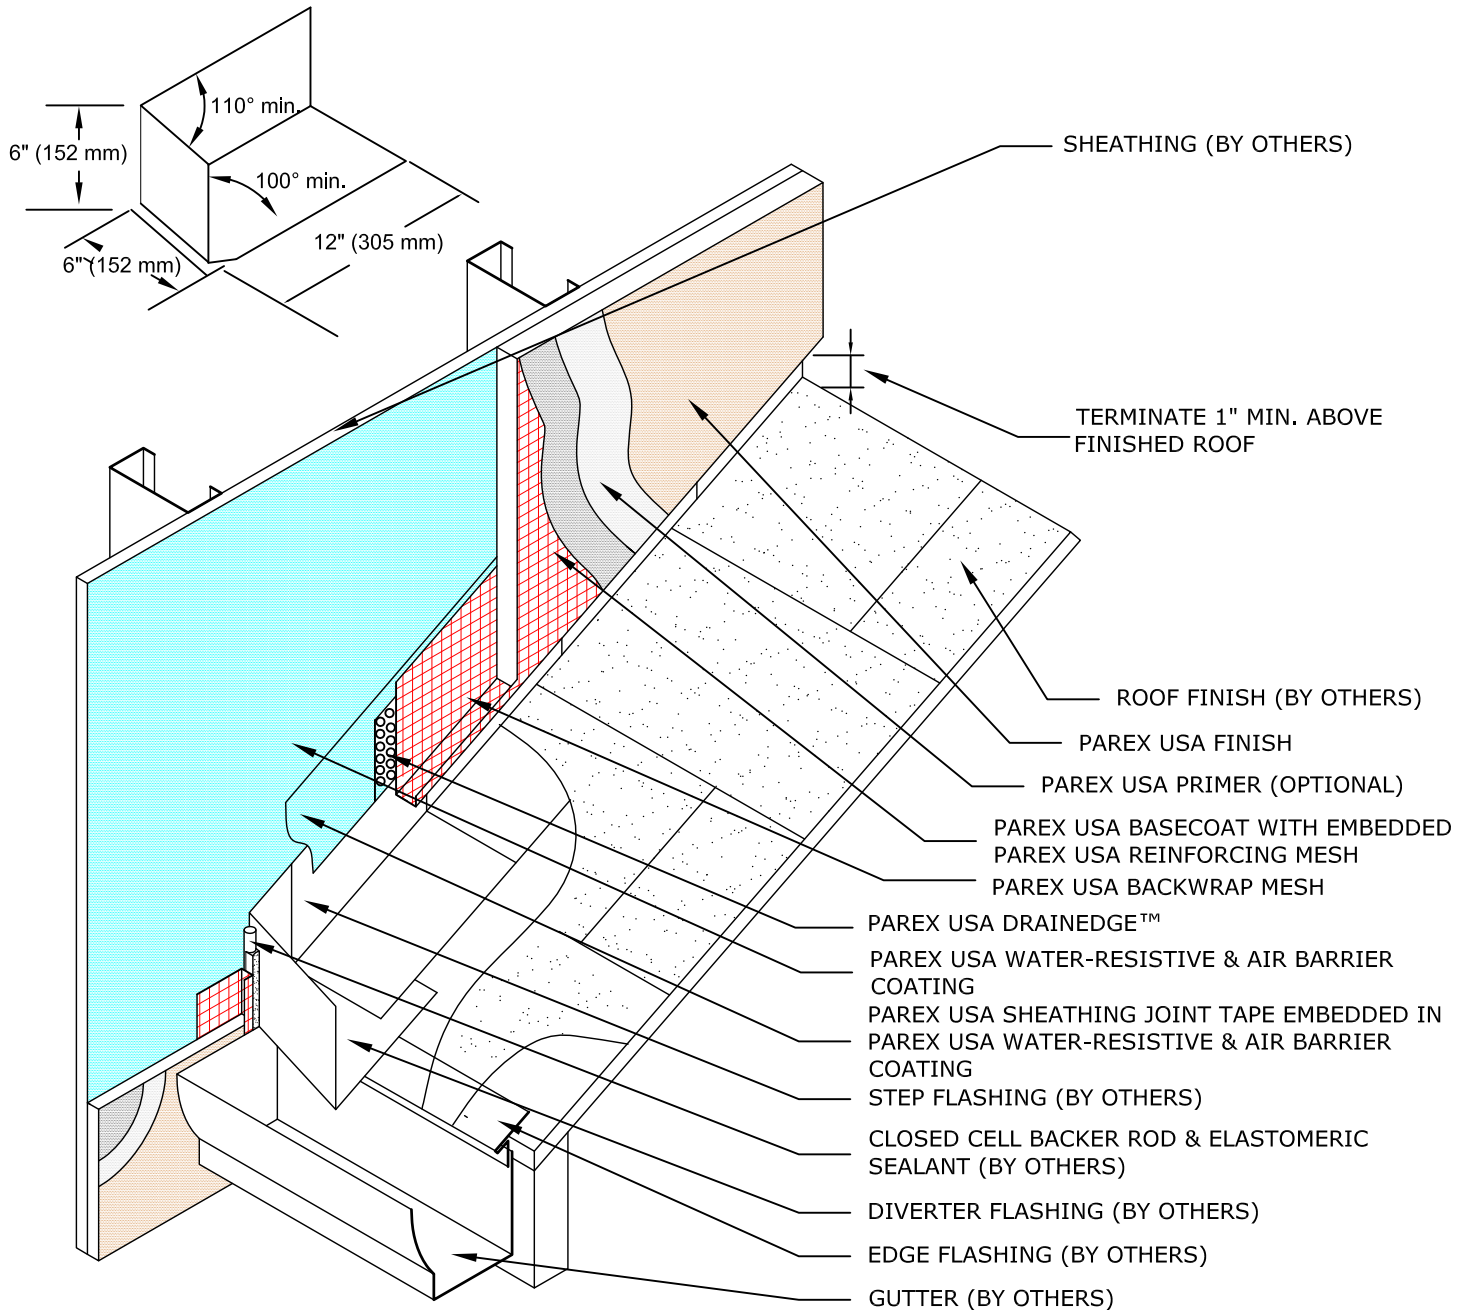 110° min.
6" (152 mm)
100° min.
12" (305 mm)
6" (152 mm)
SHEATHING (BY OTHERS)
TERMINATE 1" MIN. ABOVE
FINISHED ROOF
ROOF FINISH (BY OTHERS)
PAREX USA FINISH
PAREX USA PRIMER (OPTIONAL)
PAREX USA BASECOAT WITH EMBEDDED
PAREX USA REINFORCING MESH
PAREX USA BACKWRAP MESH
PAREX USA DRAINEDGE™
PAREX USA WATER-RESISTIVE & AIR BARRIER
COATING
PAREX USA SHEATHING JOINT TAPE EMBEDDED IN
PAREX USA WATER-RESISTIVE & AIR BARRIER
COATING
STEP FLASHING (BY OTHERS)
CLOSED CELL BACKER ROD & ELASTOMERIC
SEALANT (BY OTHERS)
DIVERTER FLASHING (BY OTHERS)
EDGE FLASHING (BY OTHERS)
GUTTER (BY OTHERS)